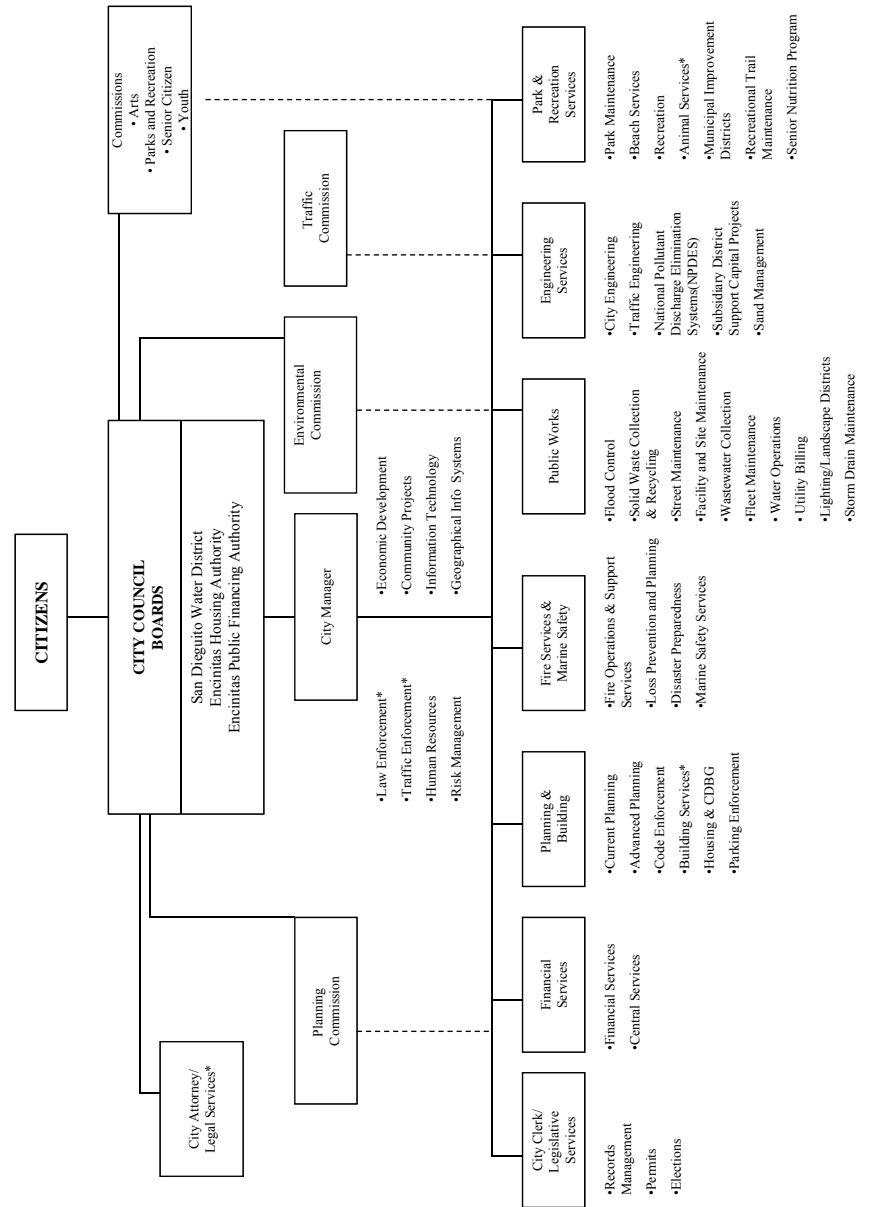 CITIZENS
CITY COUNCIL
BOARDS
San Dieguito Water District
Encinitas Housing Authority
Encinitas Public Financing Authority
City Attorney/
Legal Services*
Commissions
• Arts
• Parks and Recreation
• Senior Citizen
• Youth
Planning
Commission
City Manager
Environmental
Commission
Traffic
Commission
•Law Enforcement*
•Traffic Enforcement*
•Human Resources
•Risk Management
•Economic Development
•Community Projects
•Information Technology
•Geographical Info Systems
City Clerk/
Legislative
Services
•Records
Management
•Permits
•Elections
Financial
Services
•Financial Services
•Central Services
Planning &
Building
•Current Planning
•Advanced Planning
•Code Enforcement
•Building Services*
•Housing & CDBG
•Parking Enforcement
Fire Services &
Marine Safety
•Fire Operations & Support
Services
•Loss Prevention and Planning
•Disaster Preparedness
•Marine Safety Services
Public Works
•Flood Control
•Solid Waste Collection
& Recycling
•Street Maintenance
•Facility and Site Maintenance
•Wastewater Collection
•Fleet Maintenance
• Water Operations
• Utility Billing
•Lighting/Landscape Districts
•Storm Drain Maintenance
Engineering
Services
•City Engineering
•Traffic Engineering
•National Pollutant
Discharge Elimination
Systems(NPDES)
•Subsidiary District
Support Capital Projects
•Sand Management
Park &
Recreation
Services
•Park Maintenance
•Beach Services
•Recreation
•Animal Services*
•Municipal Improvement
Districts
•Recreational Trail
Maintenance
•Senior Nutrition Program